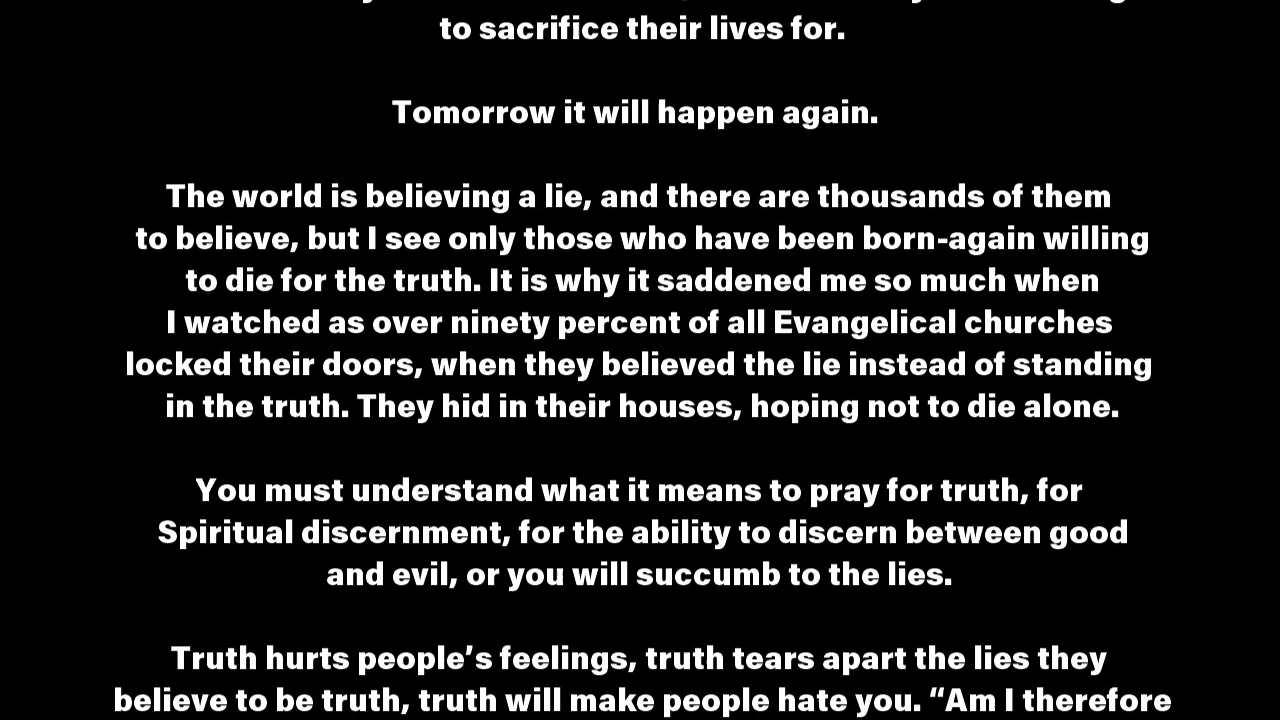 to sacrifice their lives for.
Tomorrow it will happen again.
The world is believing a lie, and there are thousands of them
to believe, but I see only those who have been born-again willing
to die for the truth. It is why it saddened me so much when
I watched as over ninety percent of all Evangelical churches
locked their doors, when they believed the lie instead of standing
in the truth. They hid in their houses, hoping not to die alone.
You must understand what it means to pray for truth, for
Spiritual discernment, for the ability to discern between good
and evil, or you will succumb to the lies.
Truth hurts people’s feelings, truth tears apart the lies they
believe to be truth, truth will make people hate you. “Am I therefore